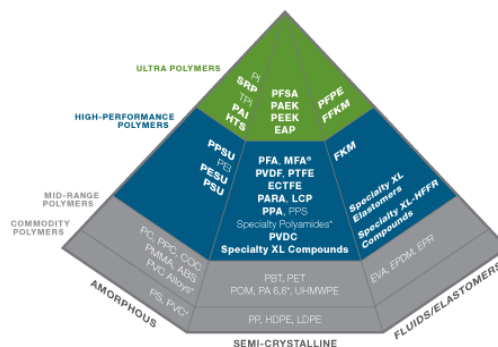 ULTRA POLYMERS
HIGH-PERFORMANCE
POLYMERS
MID-RANGE
POLYMERS
COMMODITY
POLYMERS
PI
SRP
TPI
PAI
HTS
PFSA
PAEK
PEEK
EAP
PFPE
FFKM
PPSU
PEI
PESU
PSU
PFA, MFA®
PVDF, PTFE
ECTFE
PARA, LCP
PPA, PPS
Specialty Polyamides*
PVDC
Specialty XL Compounds
FKM
Specialty XL
Elastomers
Specialty XL-HFFR
Compounds
PC, PPC, COC
PMMA, ABS
PVC Alloys*
PS, PVC*
PBT, PET
POM, PA 6,6*, UHMWPE
PP, HDPE, LDPE
EVA, EPDM, EPR
AMORPHOUS
SEMI-CRYSTALLINE
FLUIDS/ELASTOMERS